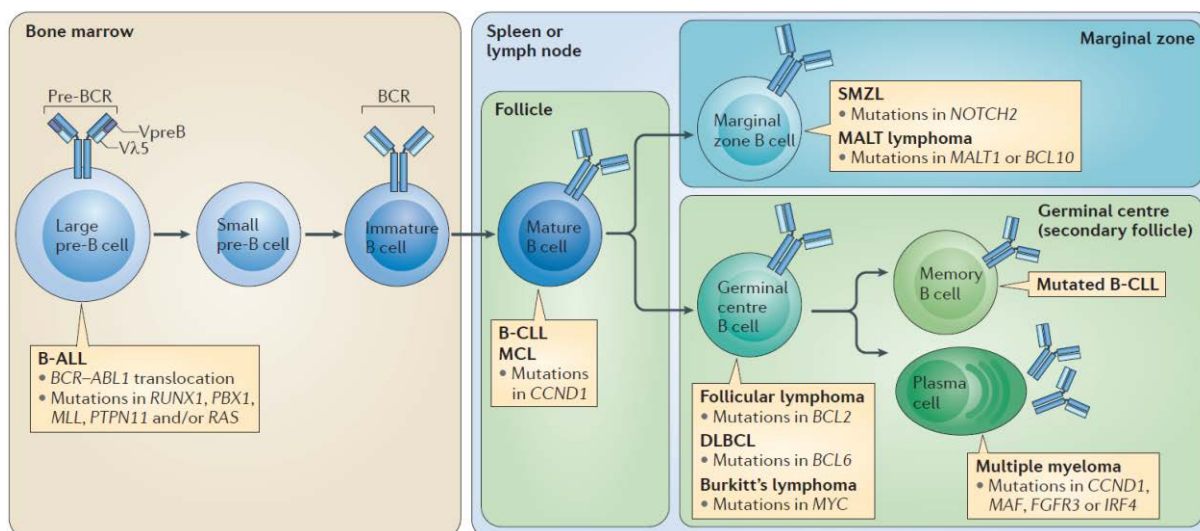 Bone marrow
Pre-BCR
VpreB
Vλ5
BCR
Large
pre-B cell
Small
pre-B cell
Immature
B cell
B-ALL
• BCR–ABL1 translocation
• Mutations in RUNX1, PBX1,
MLL, PTPN11 and/or RAS
Spleen or
lymph node
Follicle
Mature
B cell
B-CLL
MCL
• Mutations
in CCND1
Marginal zone
Marginal
zone B cell
SMZL
• Mutations in NOTCH2
MALT lymphoma
• Mutations in MALT1 or BCL10
Germinal centre
(secondary follicle)
Germinal
centre
B cell
Follicular lymphoma
• Mutations in BCL2
DLBCL
• Mutations in BCL6
Burkitt's lymphoma
• Mutations in MYC
Memory
B cell
Mutated B-CLL
Plasma
cell
Multiple myeloma
• Mutations in CCND1,
MAF, FGFR3 or IRF4